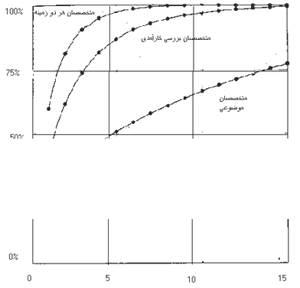 100%
متخصصان هر دو زمینه
متخصصان بررسی کارآمدی
75%
متخصصان
موضوعی
50%
0%
0 5 10 15